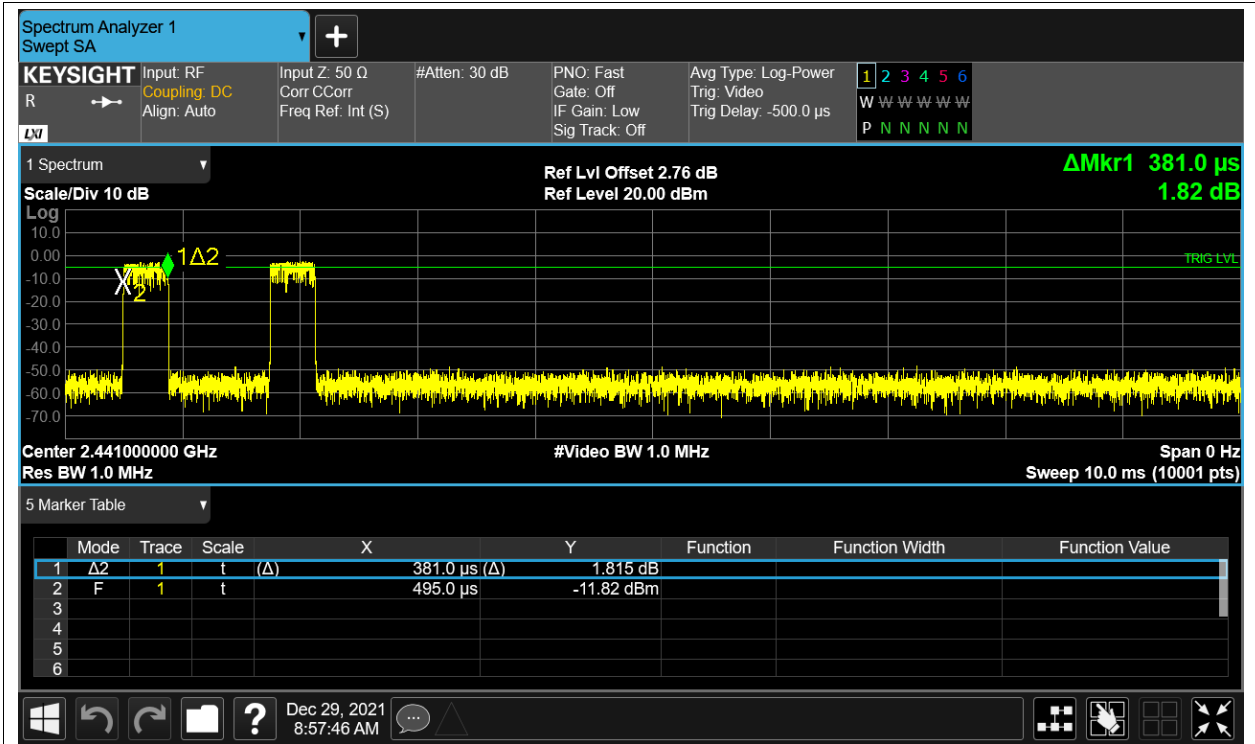 Spectrum Analyzer 1
Swept SA
KEYSIGHT Input: RF Input Z: 50 Ω #Atten: 30 dB PNO: Fast Avg Type: Log-Power 1 2 3 4 5 6
R Coupling: DC Corr CCorr Gate: Off Trig: Video W W W W W W
Align: Auto Freq Ref: Int (S) IF Gain: Low Trig Delay: -500.0 µs
LXI Sig Track: Off P N N N N N
1 Spectrum Ref Lvl Offset 2.76 dB ΔMkr1 381.0 µs
Scale/Div 10 dB Ref Level 20.00 dBm 1.82 dB
Log
10.0
0.00 1Δ2 TRIG LVL
-10.0 X2
-20.0
-30.0
-40.0
-50.0
-60.0
-70.0
Center 2.441000000 GHz #Video BW 1.0 MHz Span 0 Hz
Res BW 1.0 MHz Sweep 10.0 ms (10001 pts)
5 Marker Table
Mode Trace Scale X Y Function Function Width Function Value
1 Δ2 1 t (Δ) 381.0 µs (Δ) 1.815 dB
2 F 1 t 495.0 µs -11.82 dBm
3
4
5
6
? Dec 29, 2021
8:57:46 AM